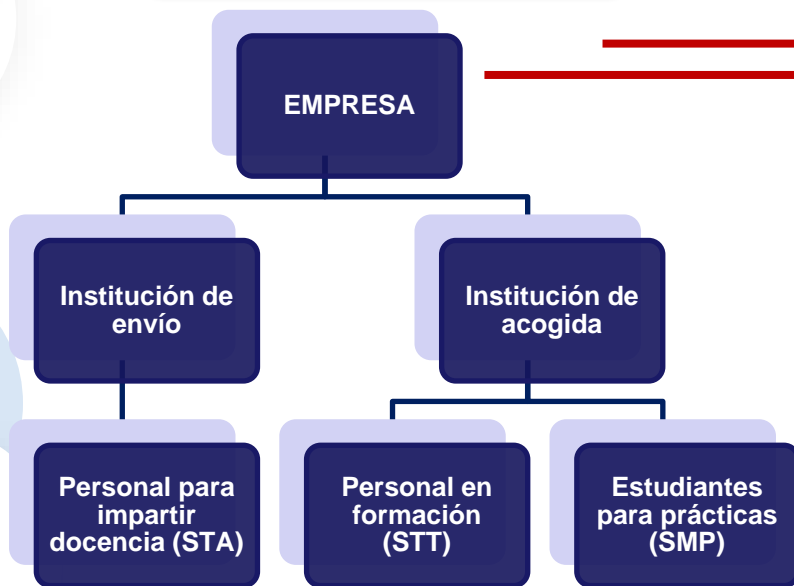 EMPRESA
Institución de
envío
Institución de
acogida
Personal para
impartir
docencia (STA)
Personal en
formación
(STT)
Estudiantes
para prácticas
(SMP)